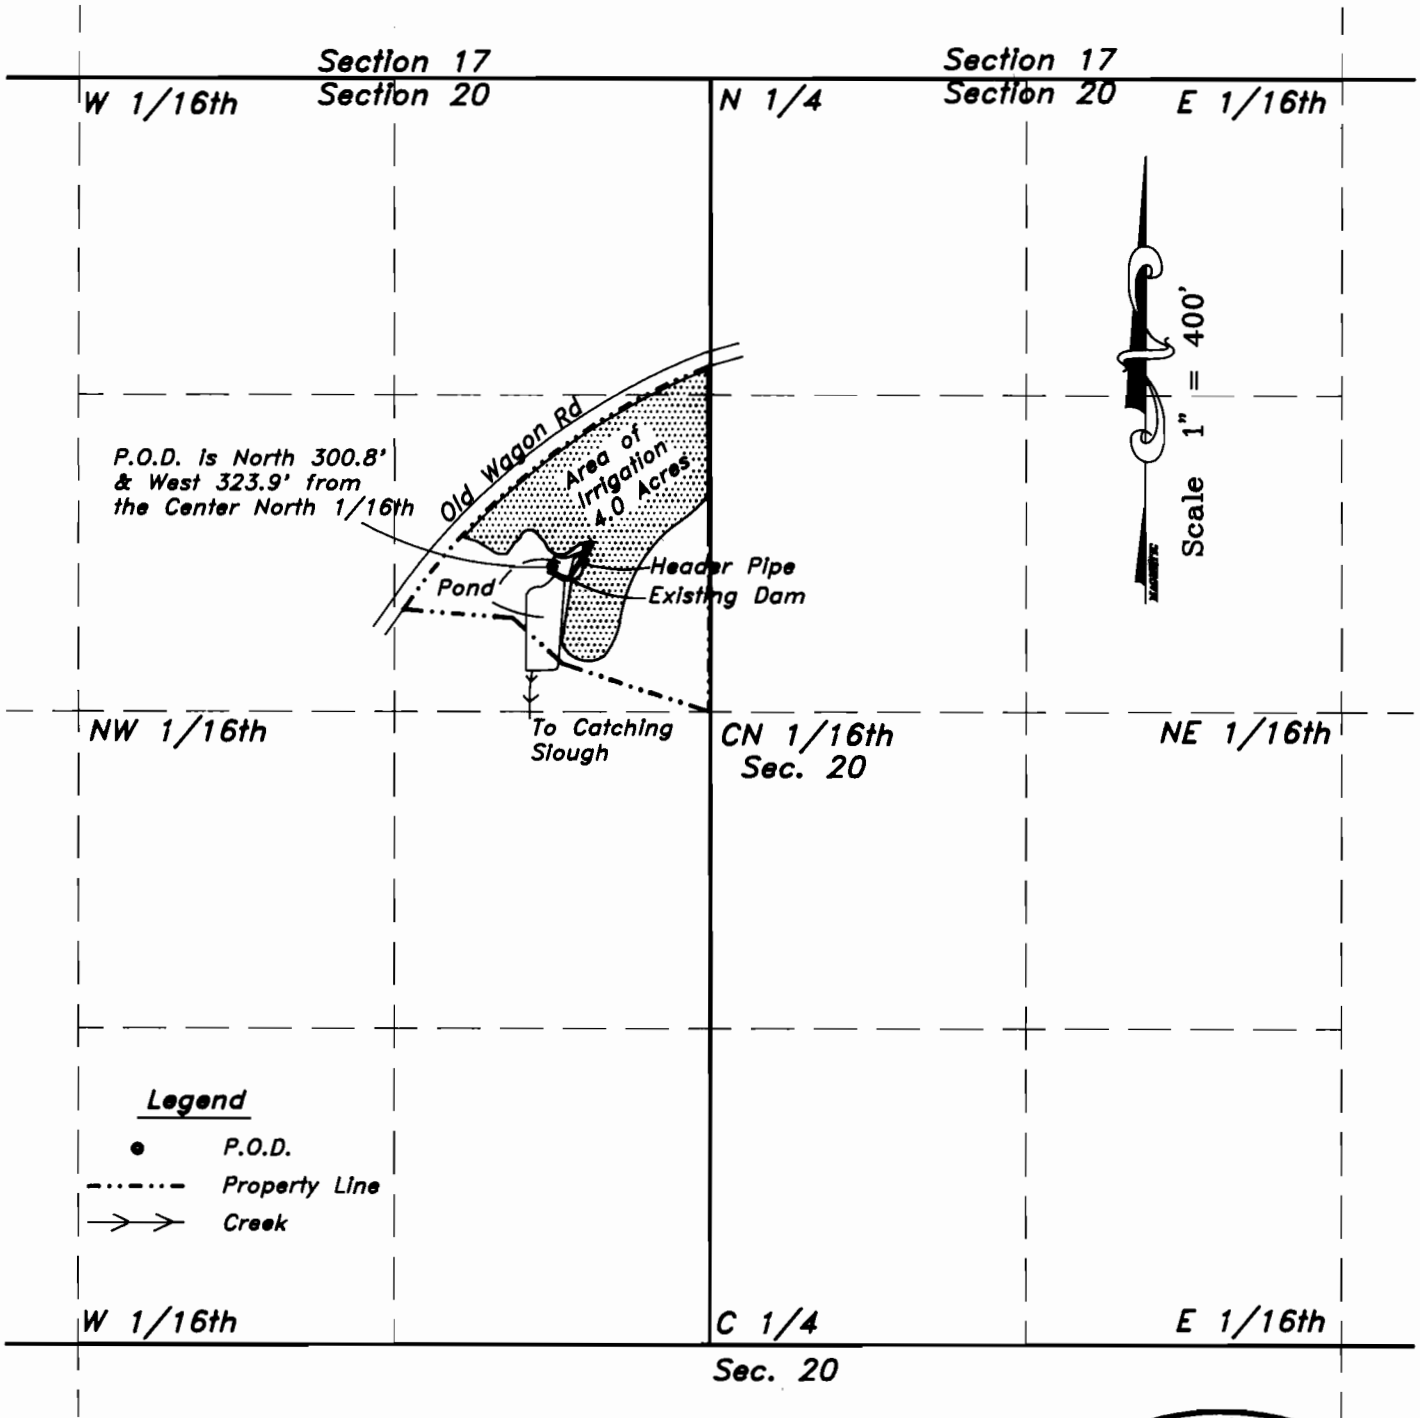 Section 17
Section 20
Section 17
Section 20
W 1/16th
N 1/4
E 1/16th
Scale 1" = 400'
Old Wagon Rd
Area of
Irrigation
4.0 Acres
P.O.D. is North 300.8'
& West 323.9' from
the Center North 1/16th
Header Pipe
Existing Dam
Pond
To Catching
Slough
NW 1/16th
CN 1/16th
Sec. 20
NE 1/16th
Legend
P.O.D.
Property Line
Creek
W 1/16th
C 1/4
E 1/16th
Sec. 20